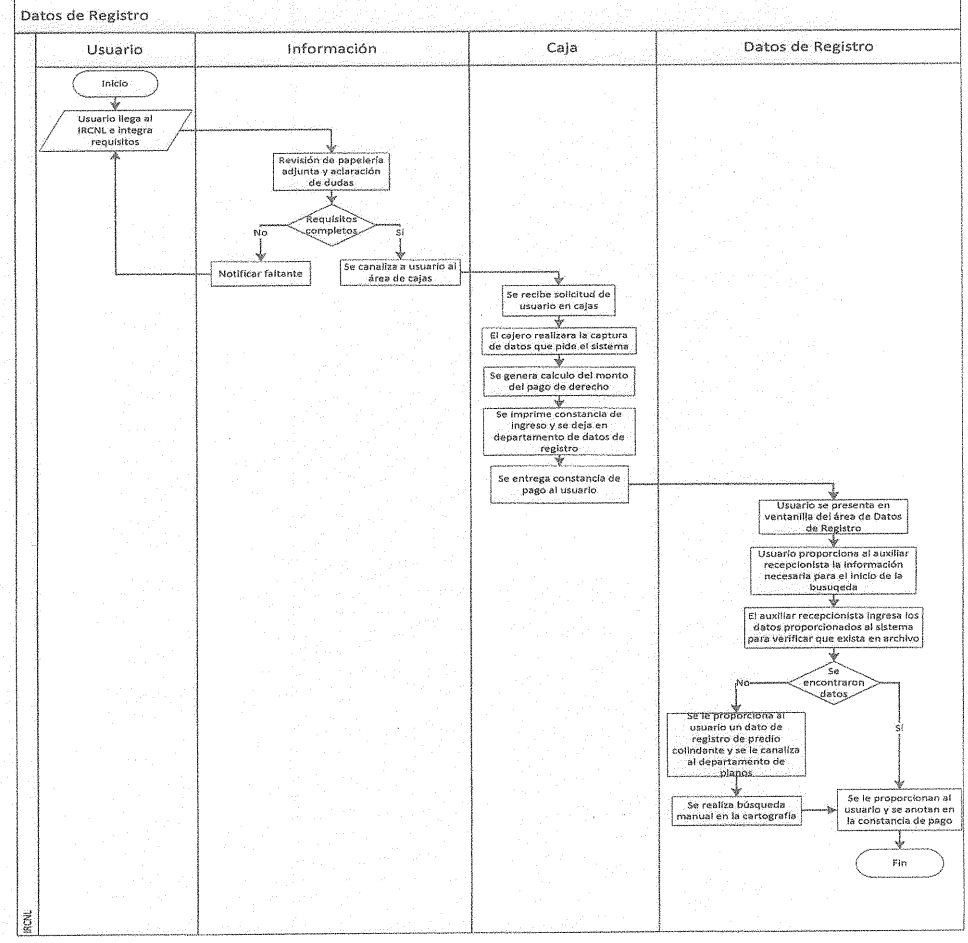 Datos de Registro
Usuario
Información
Caja
Datos de Registro
Inicio
Usuario llega al
IRCNL e integra
requisitos
Revisión de papelería
adjunta y aclaración
de dudas
Requisitos
completos
No
Sí
Notificar faltante
Se canaliza a usuario al
área de cajas
Se recibe solicitud de
usuario en cajas
El cajero realizara la captura
de datos que pide el sistema
Se genera calculo del monto
del pago de derecho
Se imprime constancia de
ingreso y se deja en
departamento de datos de
registro
Se entrega constancia de
pago al usuario
Usuario se presenta en
ventanilla del área de Datos
de Registro
Usuario proporciona al auxiliar
recepcionista la información
necesaria para el inicio de la
busuqeda
El auxiliar recepcionista ingresa los
datos proporcionados al sistema
para verificar que exista en archivo
Se
encontraron
datos
No
Sí
Se le proporciona al
usuario un dato de
registro de predio
colindante y se le canaliza
al departamento de
planos
Se realiza búsqueda
manual en la cartografía
Se le proporcionan al
usuario y se anotan en
la constancia de pago
Fin
IRCNL